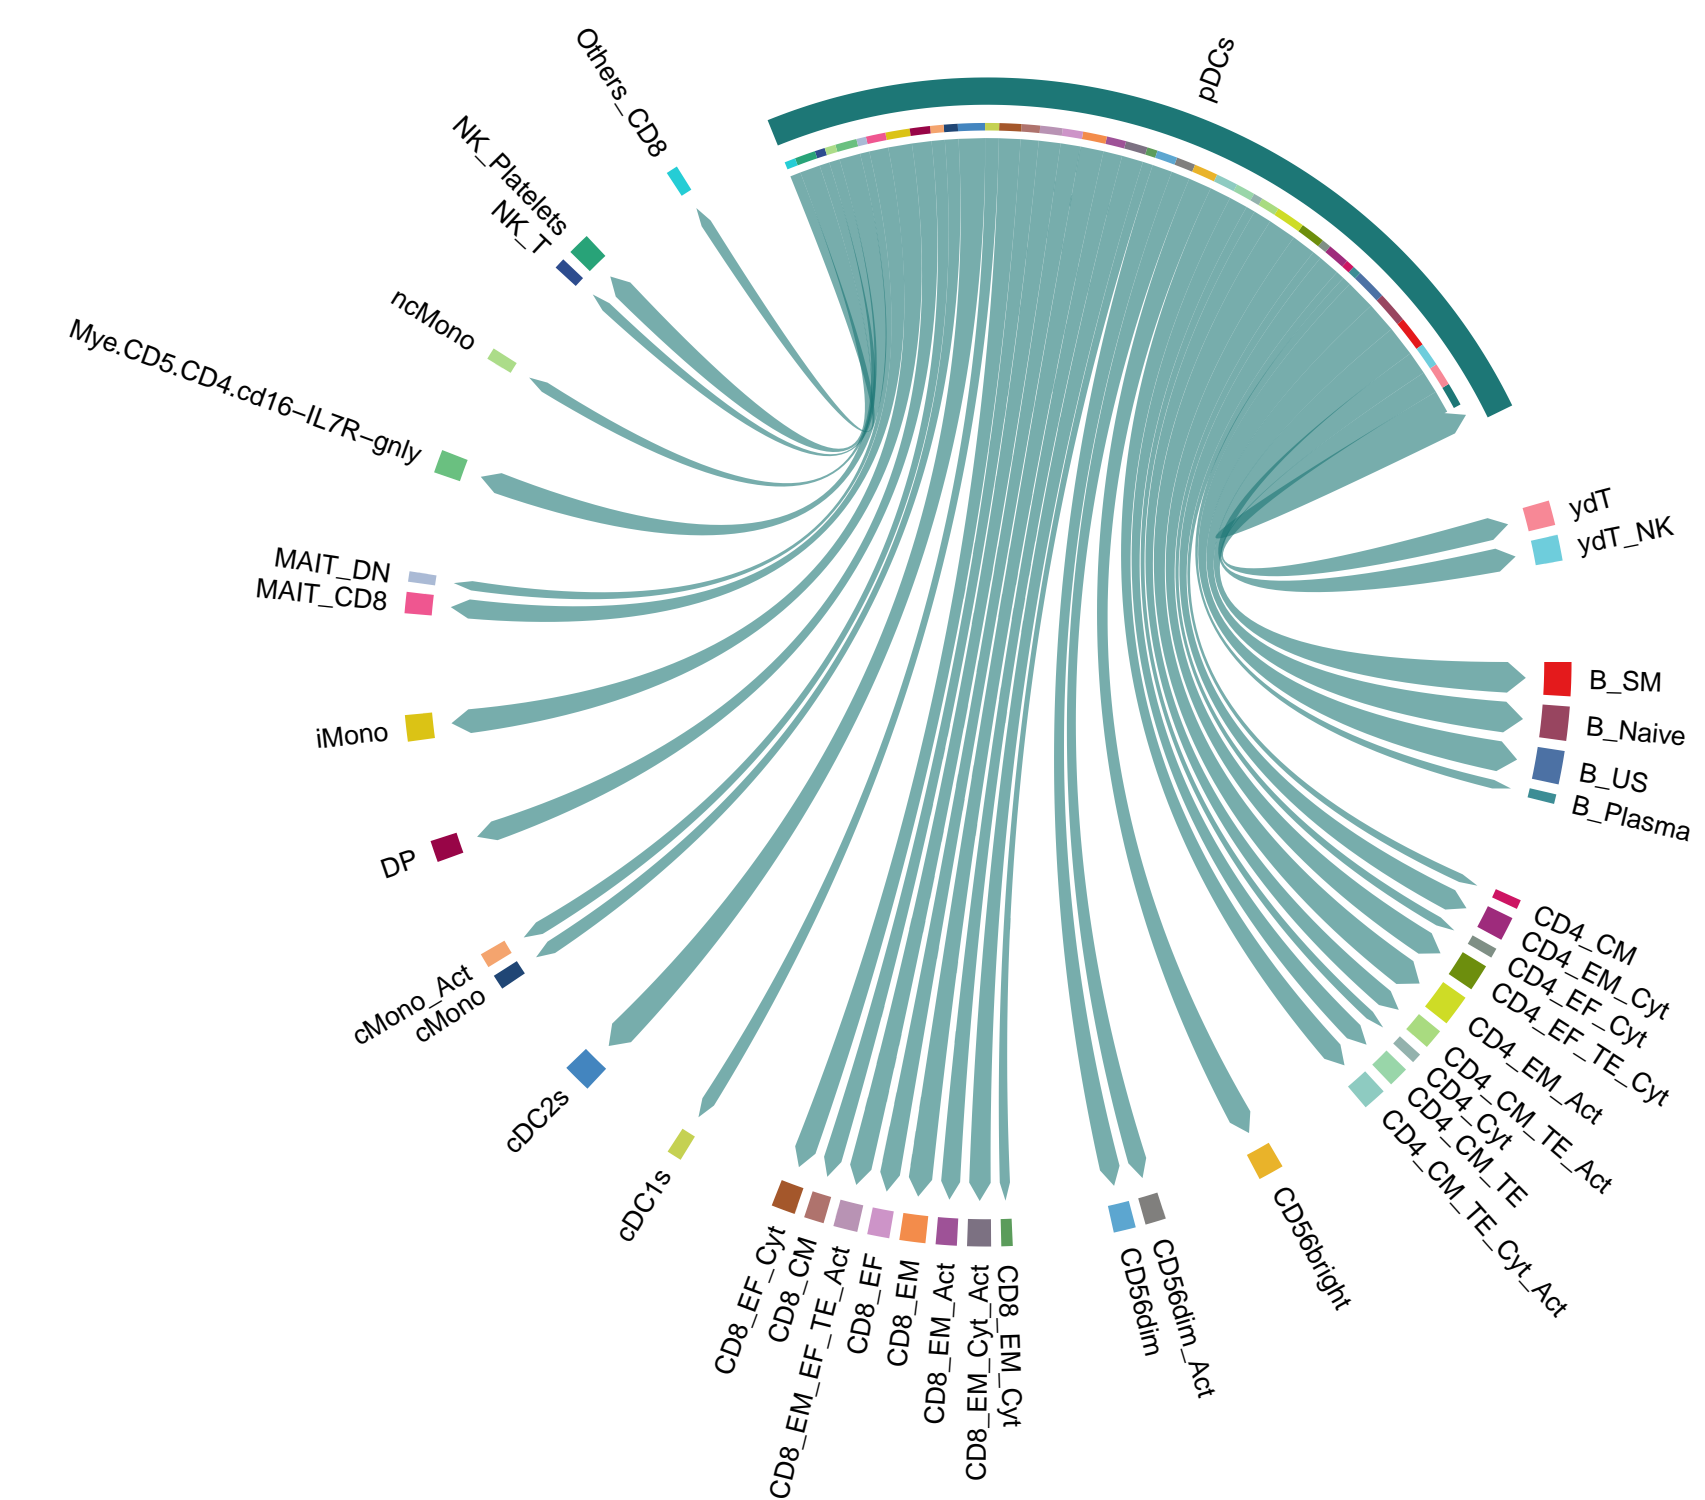 pDCs
Others_CD8
NK_Platelets
NK_T
ncMono
Mye.CD5.CD4.cd16−IL7R−gnly
MAIT_DN
MAIT_CD8
iMono
DP
cMono_Act
cMono
cDC2s
cDC1s
CD8_EF_Cyt
CD8_CM
CD8_EM_EF_TE_Act
CD8_EF
CD8_EM
CD8_EM_Act
CD8_EM_Cyt_Act
CD8_EM_Cyt
CD56dim
CD56dim_Act
CD56bright
CD4_CM_TE_Cyt_Act
CD4_CM_TE
CD4_Cyt
CD4_CM_TE_Act
CD4_EM_Act
CD4_EF_TE_Cyt
CD4_EF_Cyt
CD4_EM_Cyt
CD4_CM
B_Plasma
B_US
B_Naive
B_SM
ydT_NK
ydT